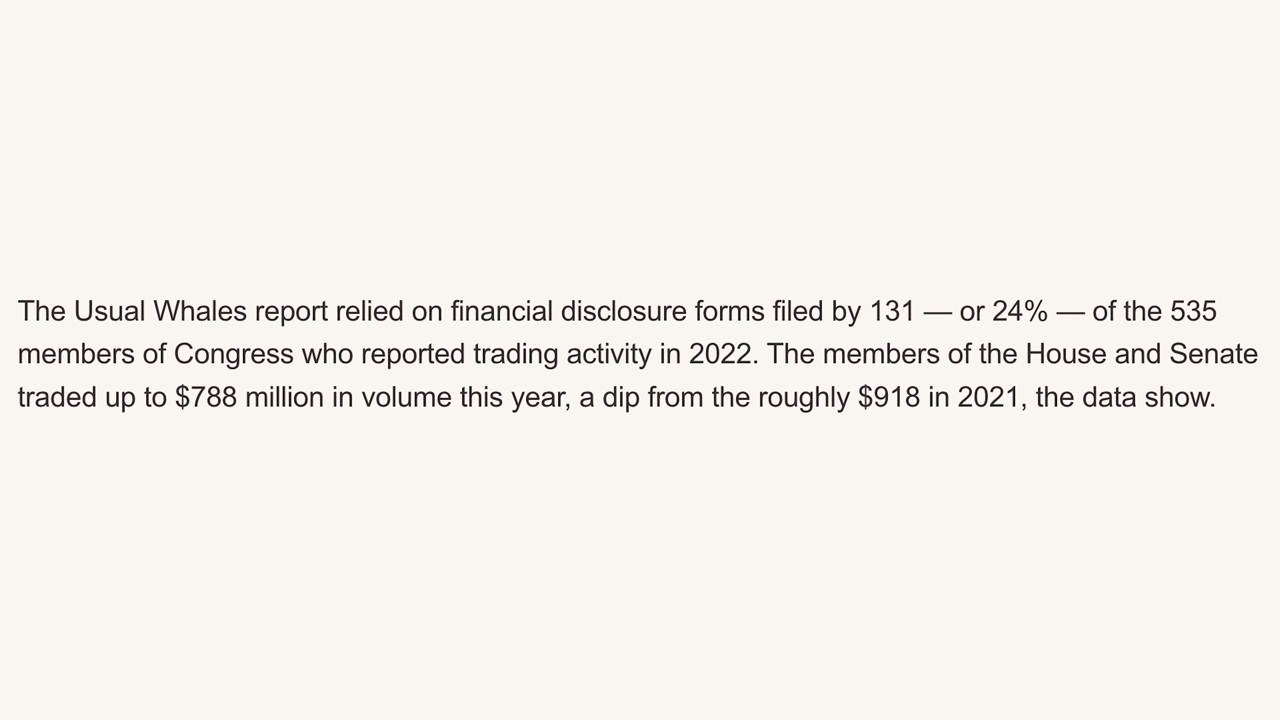 The Usual Whales report relied on financial disclosure forms filed by 131 — or 24% — of the 535
members of Congress who reported trading activity in 2022. The members of the House and Senate
traded up to $788 million in volume this year, a dip from the roughly $918 in 2021, the data show.